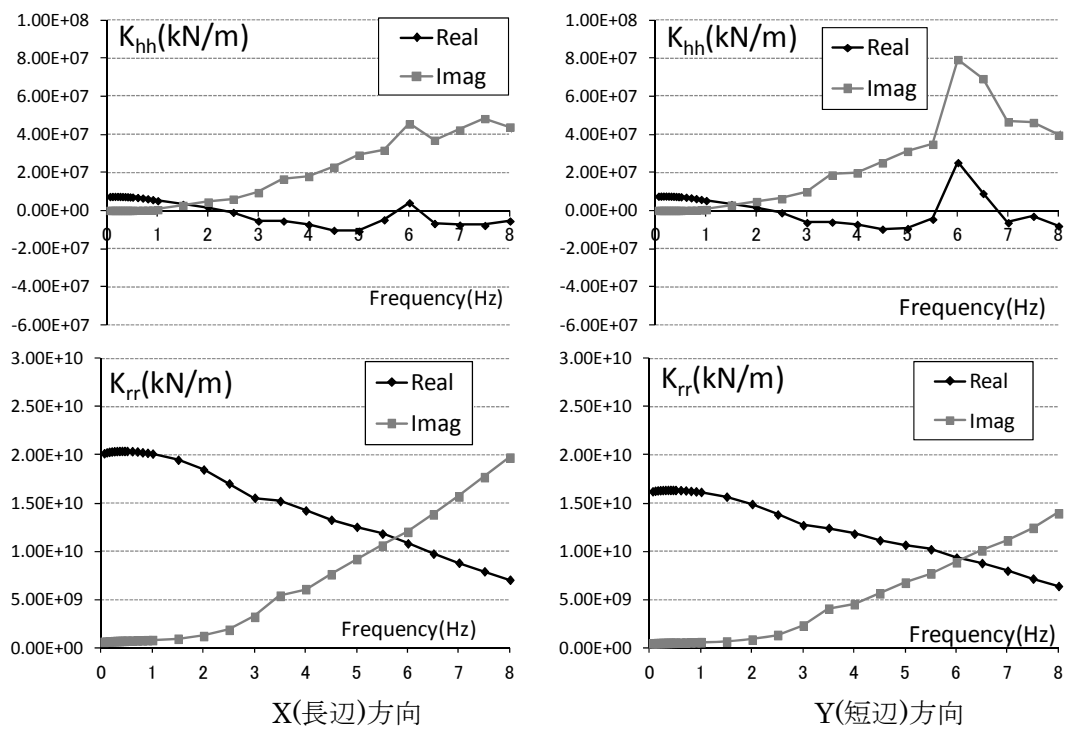 K_hh(kN/m)
Real
Imag
1.00E+08
8.00E+07
6.00E+07
4.00E+07
2.00E+07
0.00E+00
-2.00E+07
-4.00E+07
-6.00E+07
0 1 2 3 4 5 6 7 8
Frequency(Hz)
K_hh(kN/m)
Real
Imag
1.00E+08
8.00E+07
6.00E+07
4.00E+07
2.00E+07
0.00E+00
-2.00E+07
-4.00E+07
-6.00E+07
0 1 2 3 4 5 6 7 8
Frequency(Hz)
K_rr(kN/m)
Real
Imag
3.00E+10
2.50E+10
2.00E+10
1.50E+10
1.00E+10
5.00E+09
0.00E+00
Frequency(Hz)
0 1 2 3 4 5 6 7 8
X(長辺)方向
K_rr(kN/m)
Real
Imag
3.00E+10
2.50E+10
2.00E+10
1.50E+10
1.00E+10
5.00E+09
0.00E+00
Frequency(Hz)
0 1 2 3 4 5 6 7 8
Y(短辺)方向